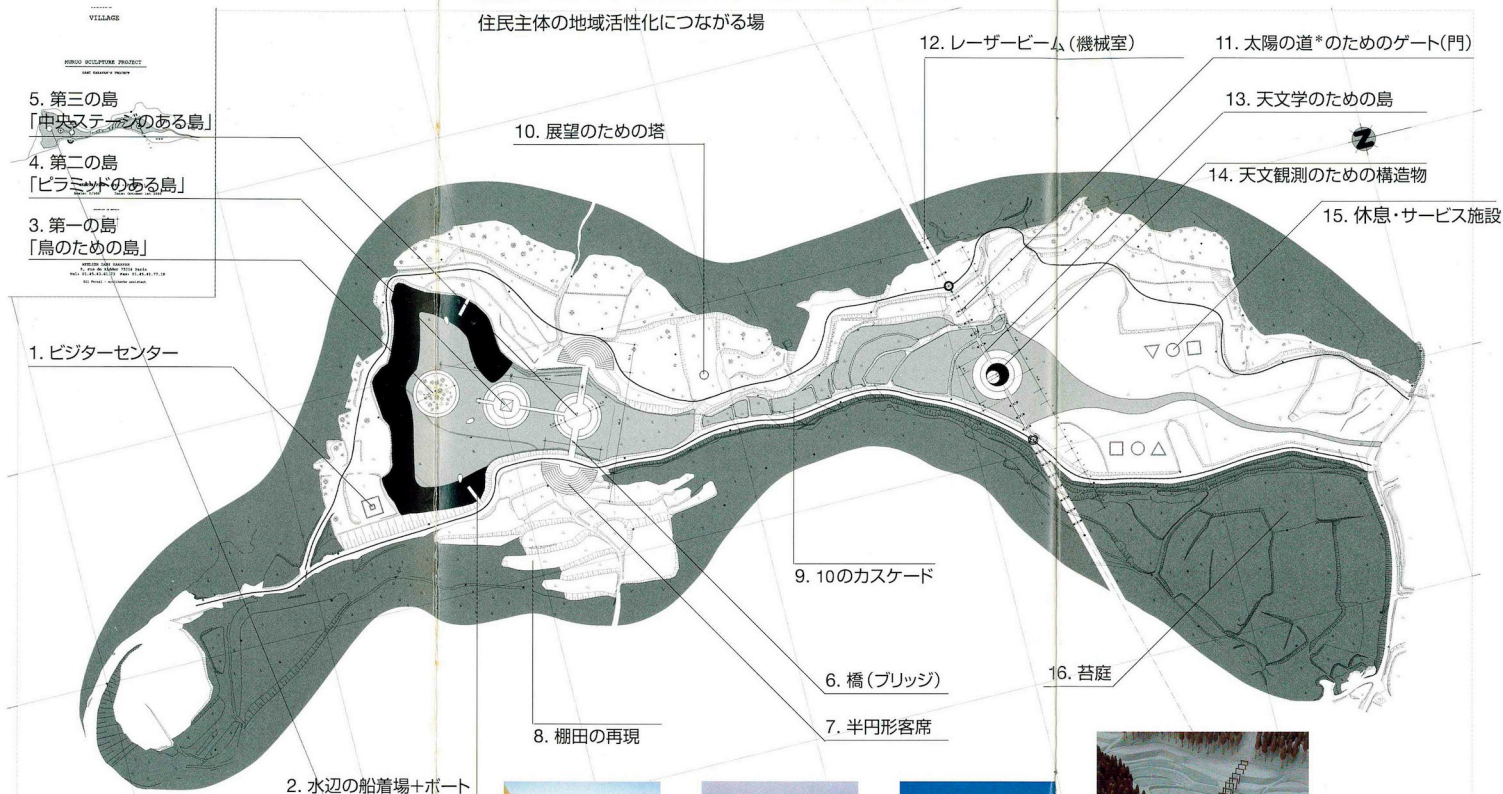 VILLAGE
MUROU SCULPTURE PROJECT
DANI KARAVAN'S PROJECT
住民主体の地域活性化につながる場
12. レーザービーム(機械室)
11. 太陽の道*のためのゲート(門)
5. 第三の島
「中央ステージのある島」
13. 天文学のための島
10. 展望のための塔
Z
4. 第二の島
「ピラミッドのある島」
14. 天文観測のための構造物
3. 第一の島
「鳥のための島」
15. 休息・サービス施設
ATELIER DANI KARAVAN
1. ビジターセンター
9. 10のカスケード
6. 橋(ブリッジ)
16. 苔庭
7. 半円形客席
8. 棚田の再現
2. 水辺の船着場+ボート